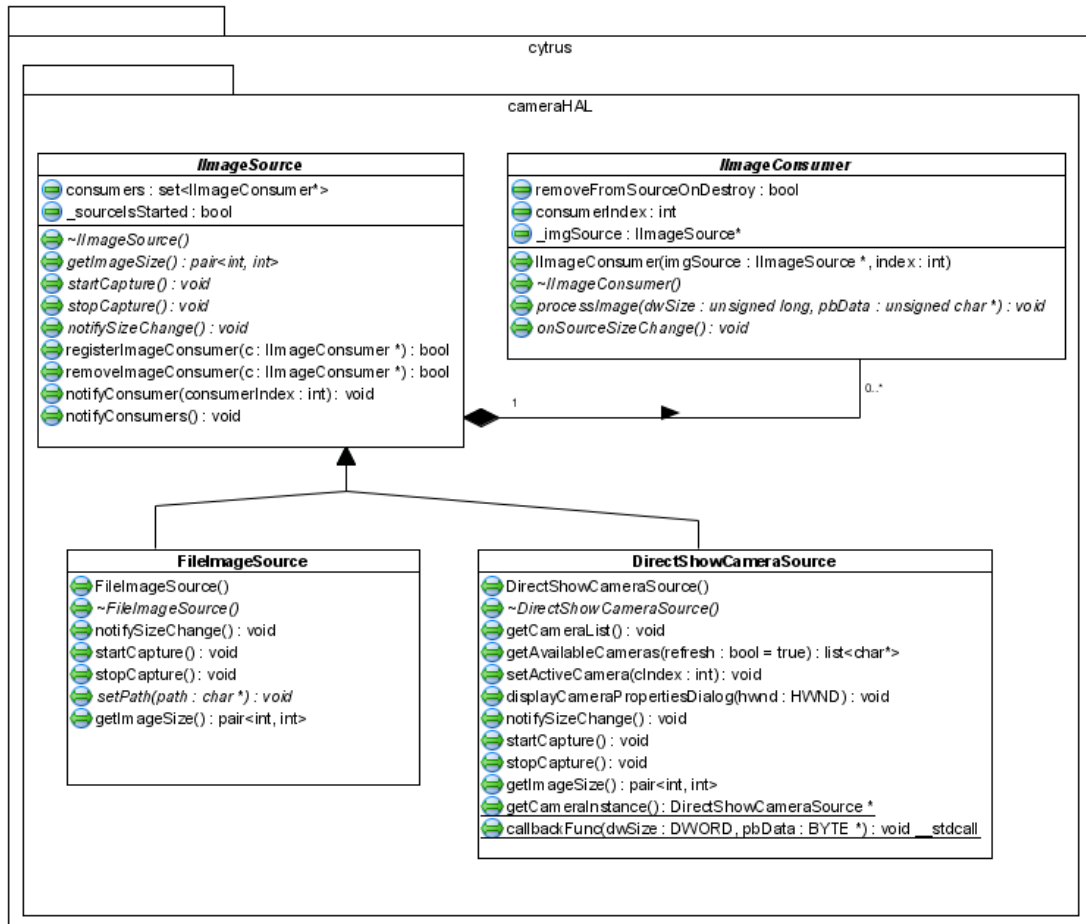 cytrus
cameraHAL
IImageSource
consumers : set<IImageConsumer*>
_sourceIsStarted : bool
~IImageSource()
getImageSize() : pair<int, int>
startCapture() : void
stopCapture() : void
notifySizeChange() : void
registerImageConsumer(c : IImageConsumer *) : bool
removeImageConsumer(c : IImageConsumer *) : bool
notifyConsumer(consumerIndex : int) : void
notifyConsumers() : void
IImageConsumer
removeFromSourceOnDestroy : bool
consumerIndex : int
_imgSource : IImageSource*
IImageConsumer(imgSource : IImageSource *, index : int)
~IImageConsumer()
processImage(dwSize : unsigned long, pbData : unsigned char *) : void
onSourceSizeChange() : void
1
0..*
FileImageSource
FileImageSource()
~FileImageSource()
notifySizeChange() : void
startCapture() : void
stopCapture() : void
setPath(path : char *) : void
getImageSize() : pair<int, int>
DirectShowCameraSource
DirectShowCameraSource()
~DirectShowCameraSource()
getCameraList() : void
getAvailableCameras(refresh : bool = true) : list<char*>
setActiveCamera(cIndex : int) : void
displayCameraPropertiesDialog(hwnd : HWND) : void
notifySizeChange() : void
startCapture() : void
stopCapture() : void
getImageSize() : pair<int, int>
getCameraInstance() : DirectShowCameraSource *
callbackFunc(dwSize : DWORD, pbData : BYTE *) : void __stdcall